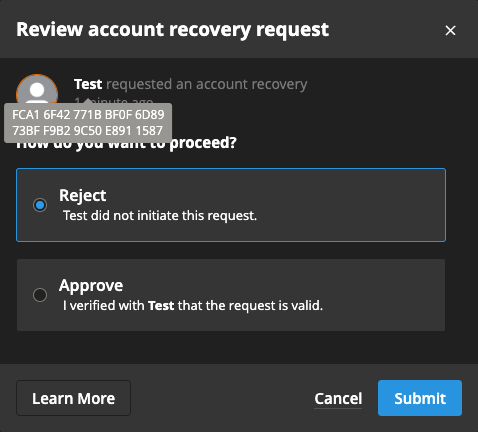 Review account recovery request
Test requested an account recovery
1 minute ago
FCA1 6F42 771B BF0F 6D89
73BF F9B2 9C50 E891 1587
How do you want to proceed?
Reject
Test did not initiate this request.
Approve
I verified with Test that the request is valid.
Learn More
Cancel
Submit